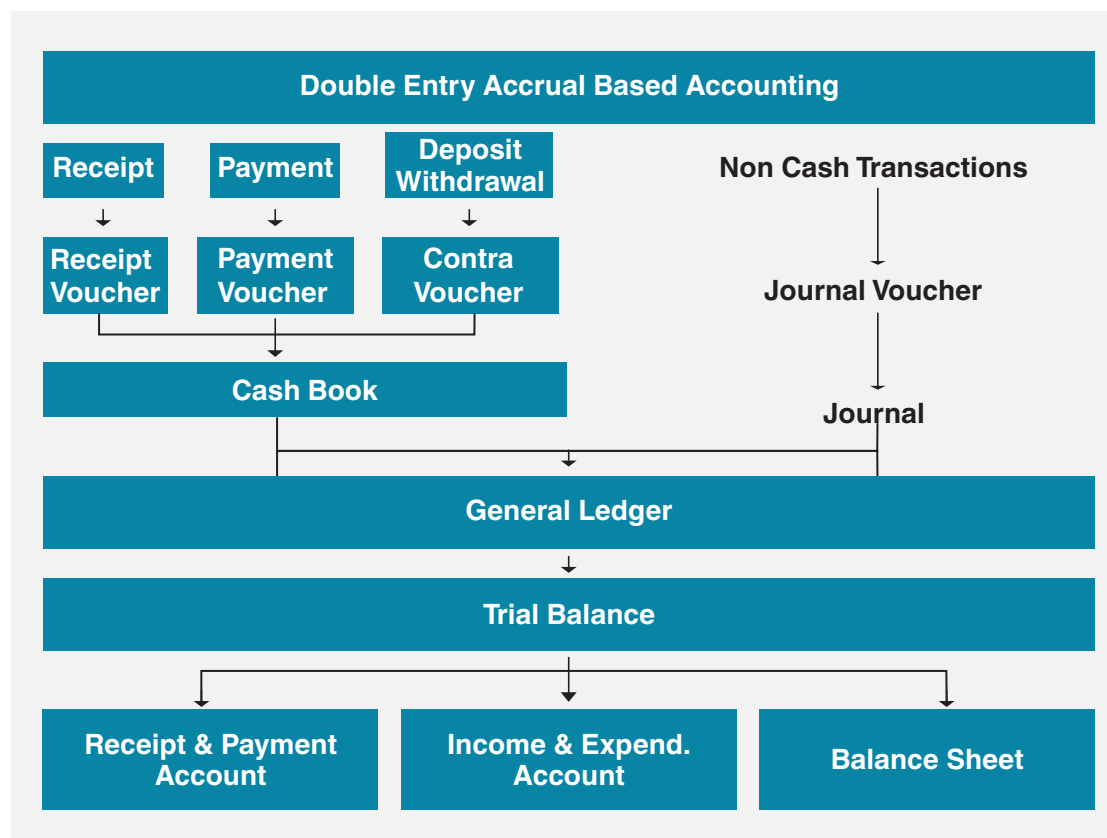 Double Entry Accrual Based Accounting
Receipt
Payment
Deposit
Withdrawal
Non Cash Transactions
Receipt
Voucher
Payment
Voucher
Contra
Voucher
Journal Voucher
Cash Book
Journal
General Ledger
Trial Balance
Receipt & Payment
Account
Income & Expend.
Account
Balance Sheet